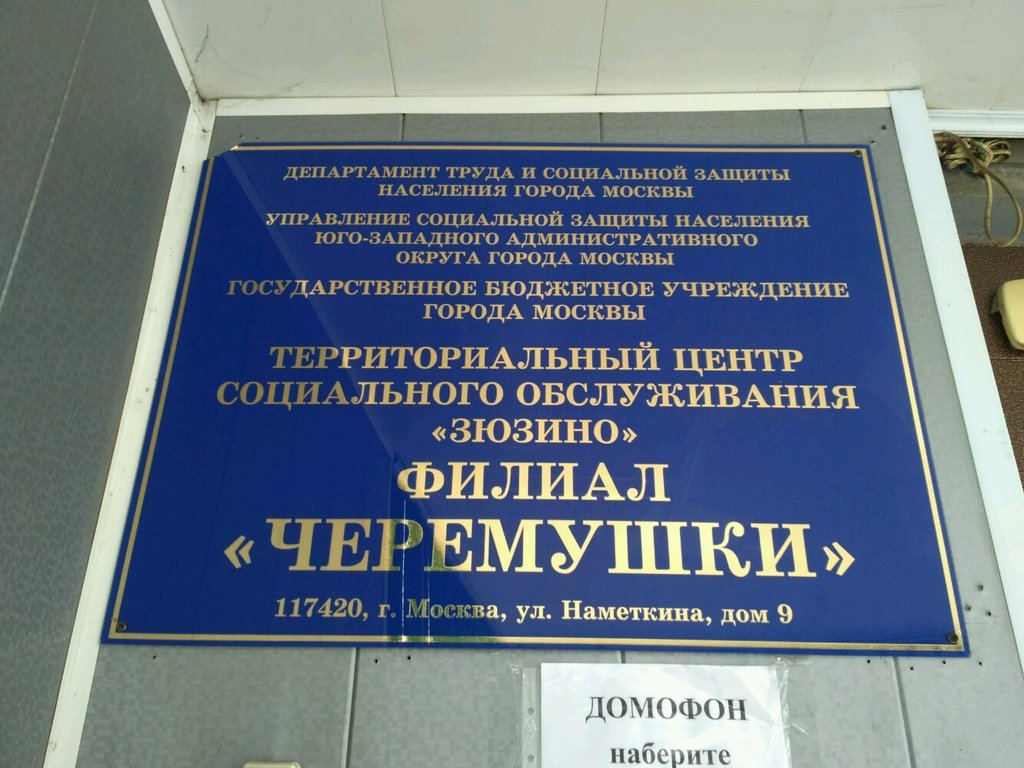 ДЕПАРТАМЕНТ ТРУДА И СОЦИАЛЬНОЙ ЗАЩИТЫ
НАСЕЛЕНИЯ ГОРОДА МОСКВЫ
УПРАВЛЕНИЕ СОЦИАЛЬНОЙ ЗАЩИТЫ НАСЕЛЕНИЯ
ЮГО-ЗАПАДНОГО АДМИНИСТРАТИВНОГО
ОКРУГА ГОРОДА МОСКВЫ
ГОСУДАРСТВЕННОЕ БЮДЖЕТНОЕ УЧРЕЖДЕНИЕ
ГОРОДА МОСКВЫ
ТЕРРИТОРИАЛЬНЫЙ ЦЕНТР
СОЦИАЛЬНОГО ОБСЛУЖИВАНИЯ
«ЗЮЗИНО»
ФИЛИАЛ
«ЧЕРЕМУШКИ»
117420, г. Москва, ул. Наметкина, дом 9
ДОМОФОН
наберите